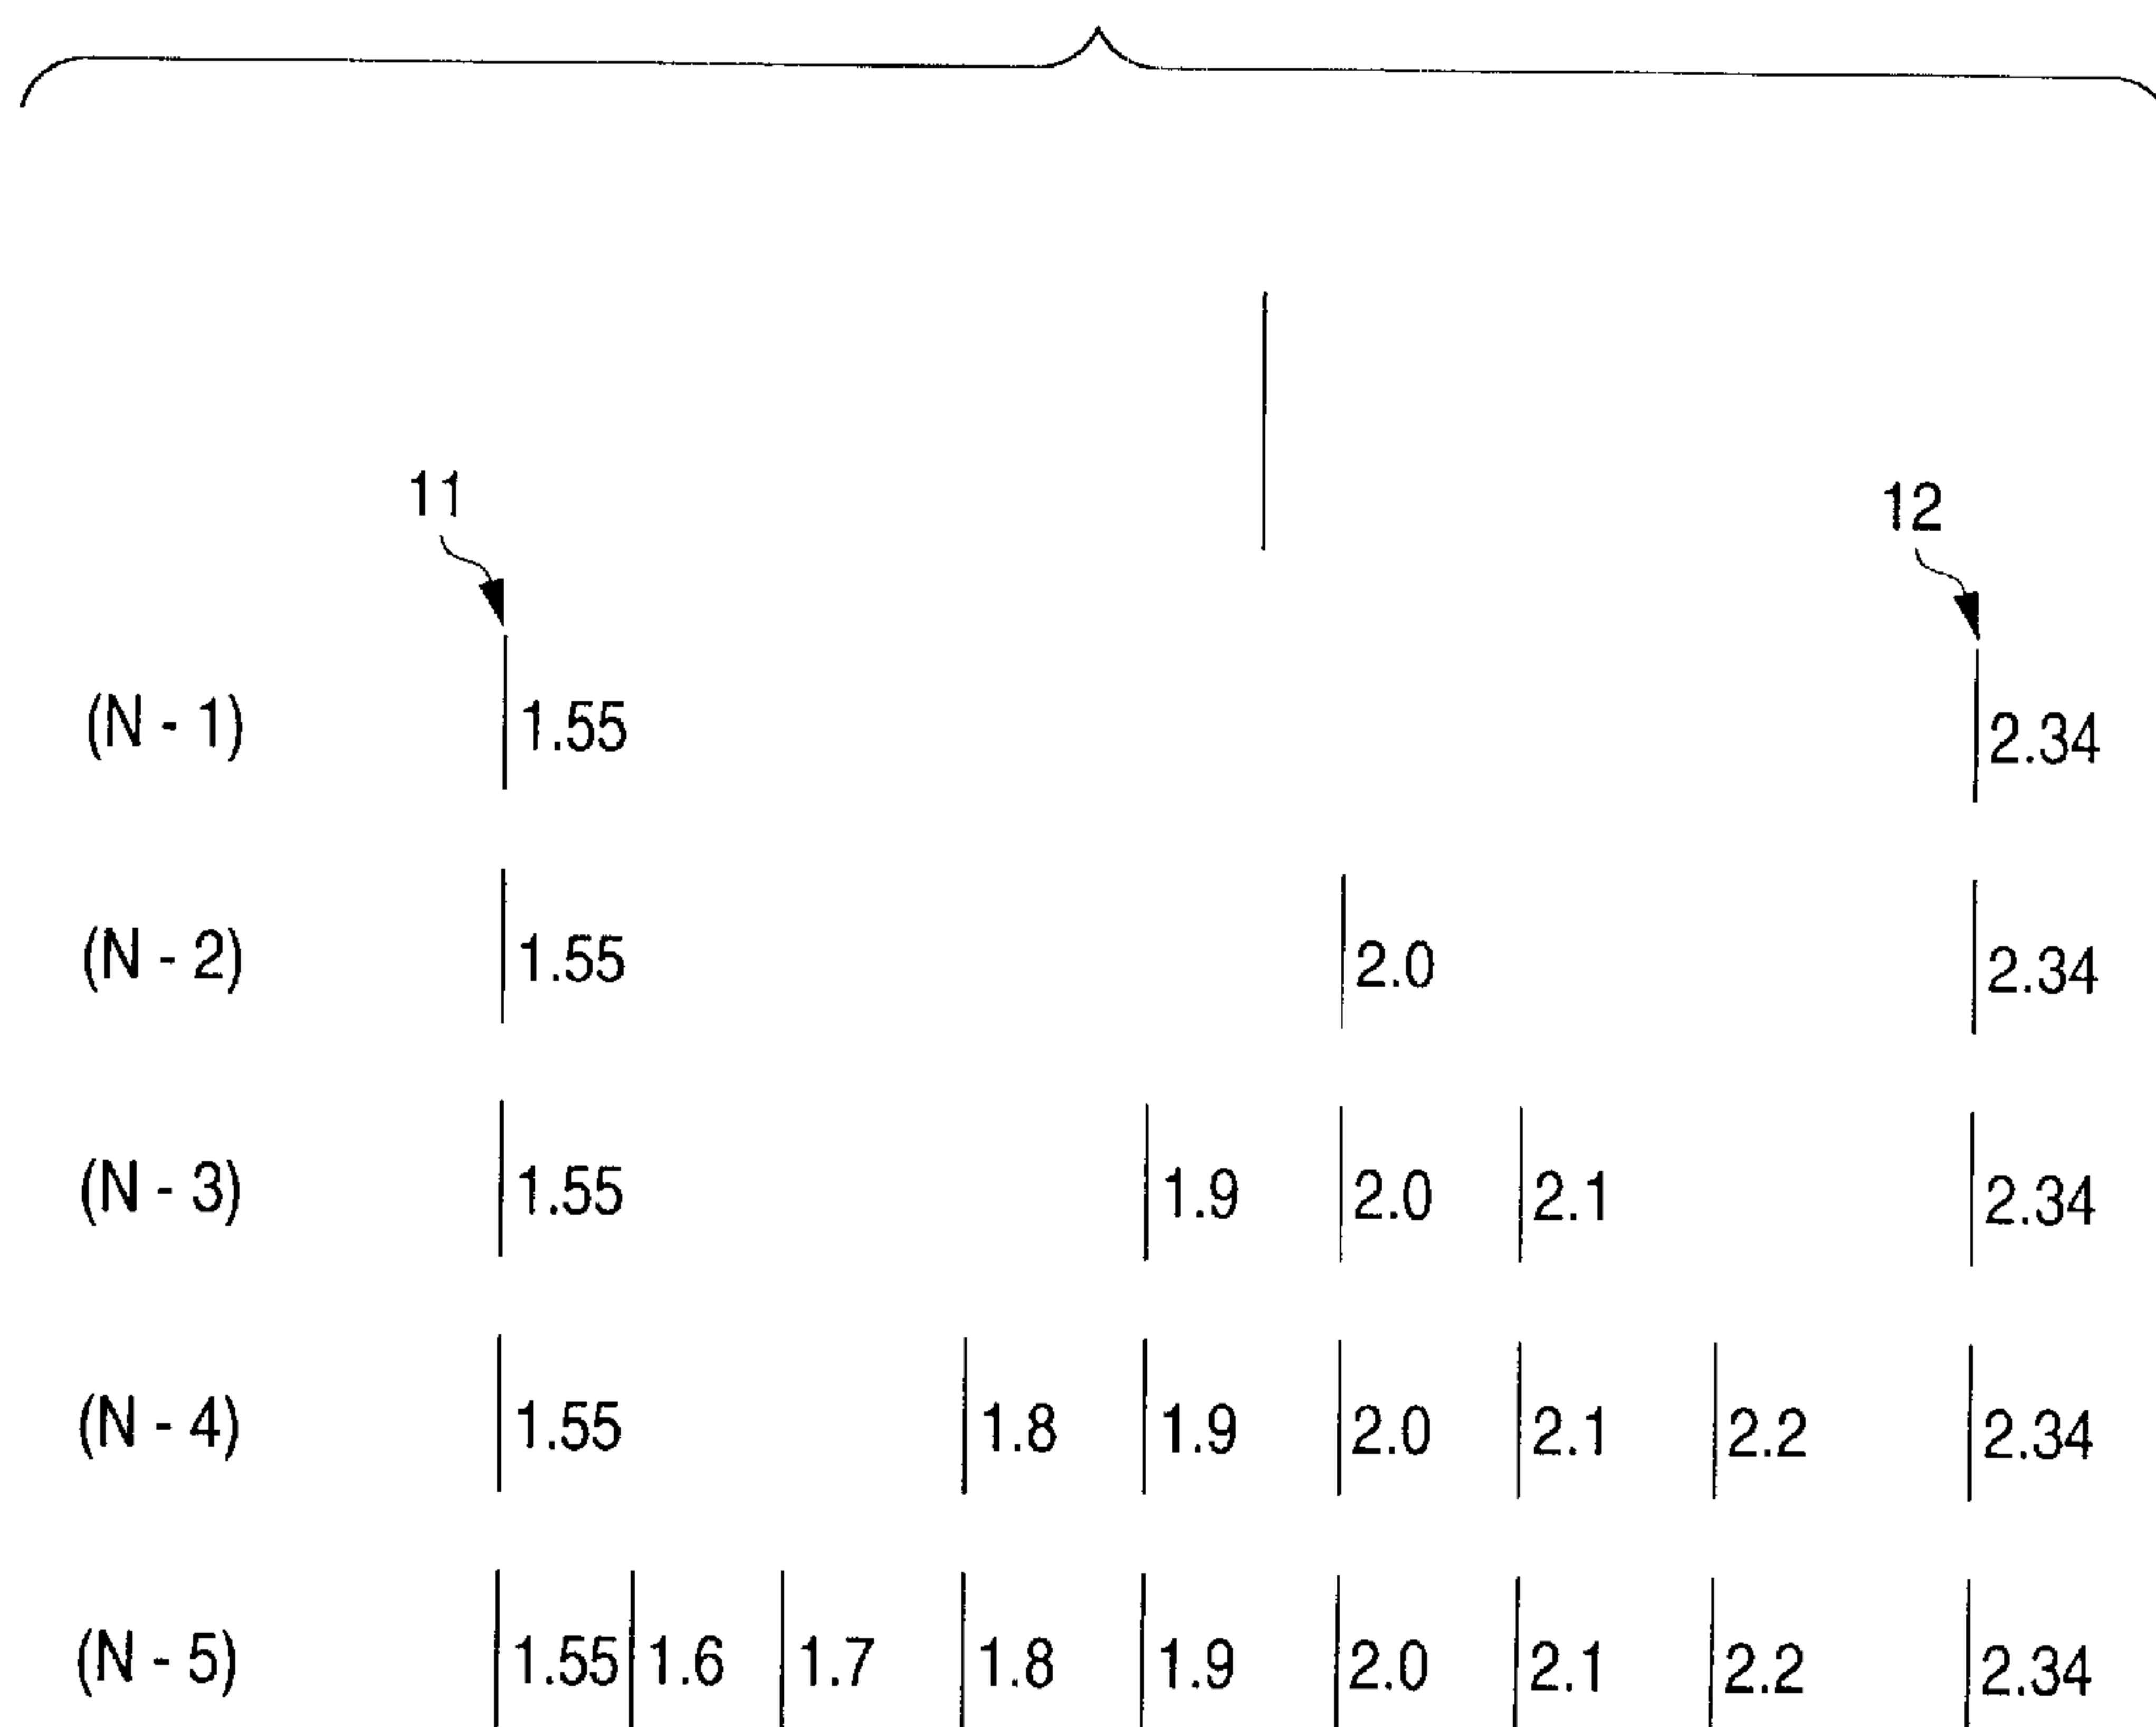 11 12
(N - 1) 1.55 2.34
(N - 2) 1.55 2.0 2.34
(N - 3) 1.55 1.9 2.0 2.1 2.34
(N - 4) 1.55 1.8 1.9 2.0 2.1 2.2 2.34
(N - 5) 1.55 1.6 1.7 1.8 1.9 2.0 2.1 2.2 2.34